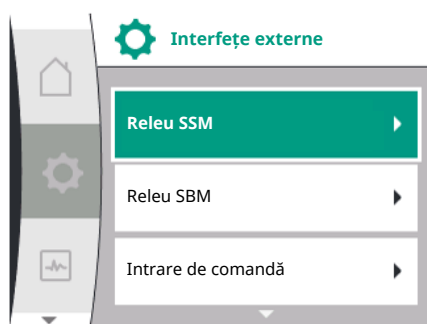 Interfețe externe
Releu SSM
Releu SBM
Intrare de comandă